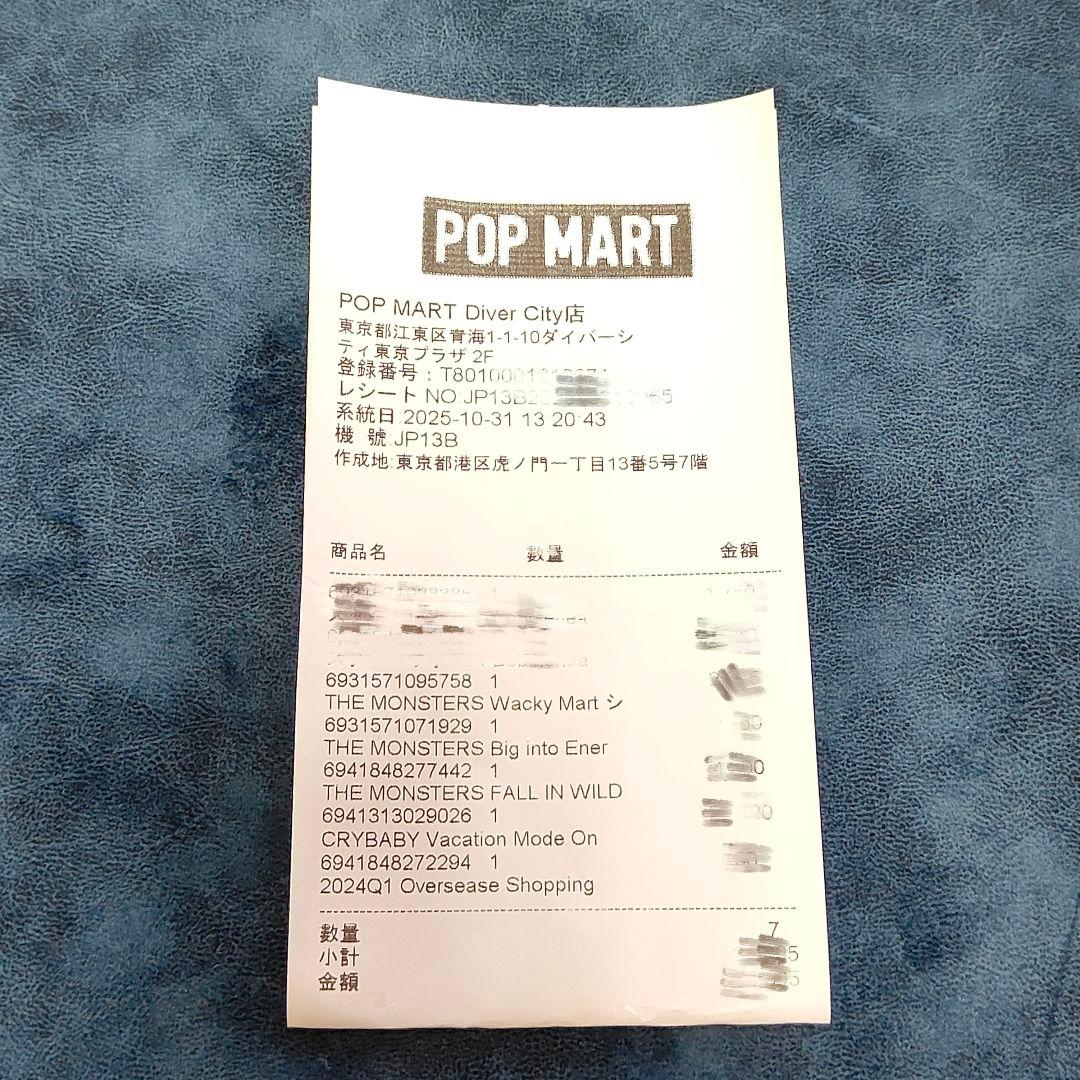 POP MART
POP MART Diver City店
東京都江東区青海1-1-10ダイバーシ
ティ東京プラザ 2F
登録番号:
レシート NO
系統日:2025-10-31 13:20:43
機 號:JP13B
作成地:東京都港区虎ノ門一丁目13番5号7階
商品名 数量 金額
6931571095758 1
THE MONSTERS Wacky Mart シ
6931571071929 1
THE MONSTERS Big into Ener
6941848277442 1
THE MONSTERS FALL IN WILD
6941313029026 1
CRYBABY Vacation Mode On
6941848272294 1
2024Q1 Oversease Shopping
数量 7
小計
金額